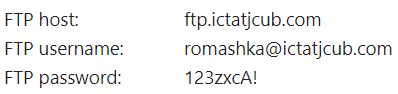 FTP host: ftp.ictatjcub.com
FTP username: romashka@ictatjcub.com
FTP password: 123zxcA!